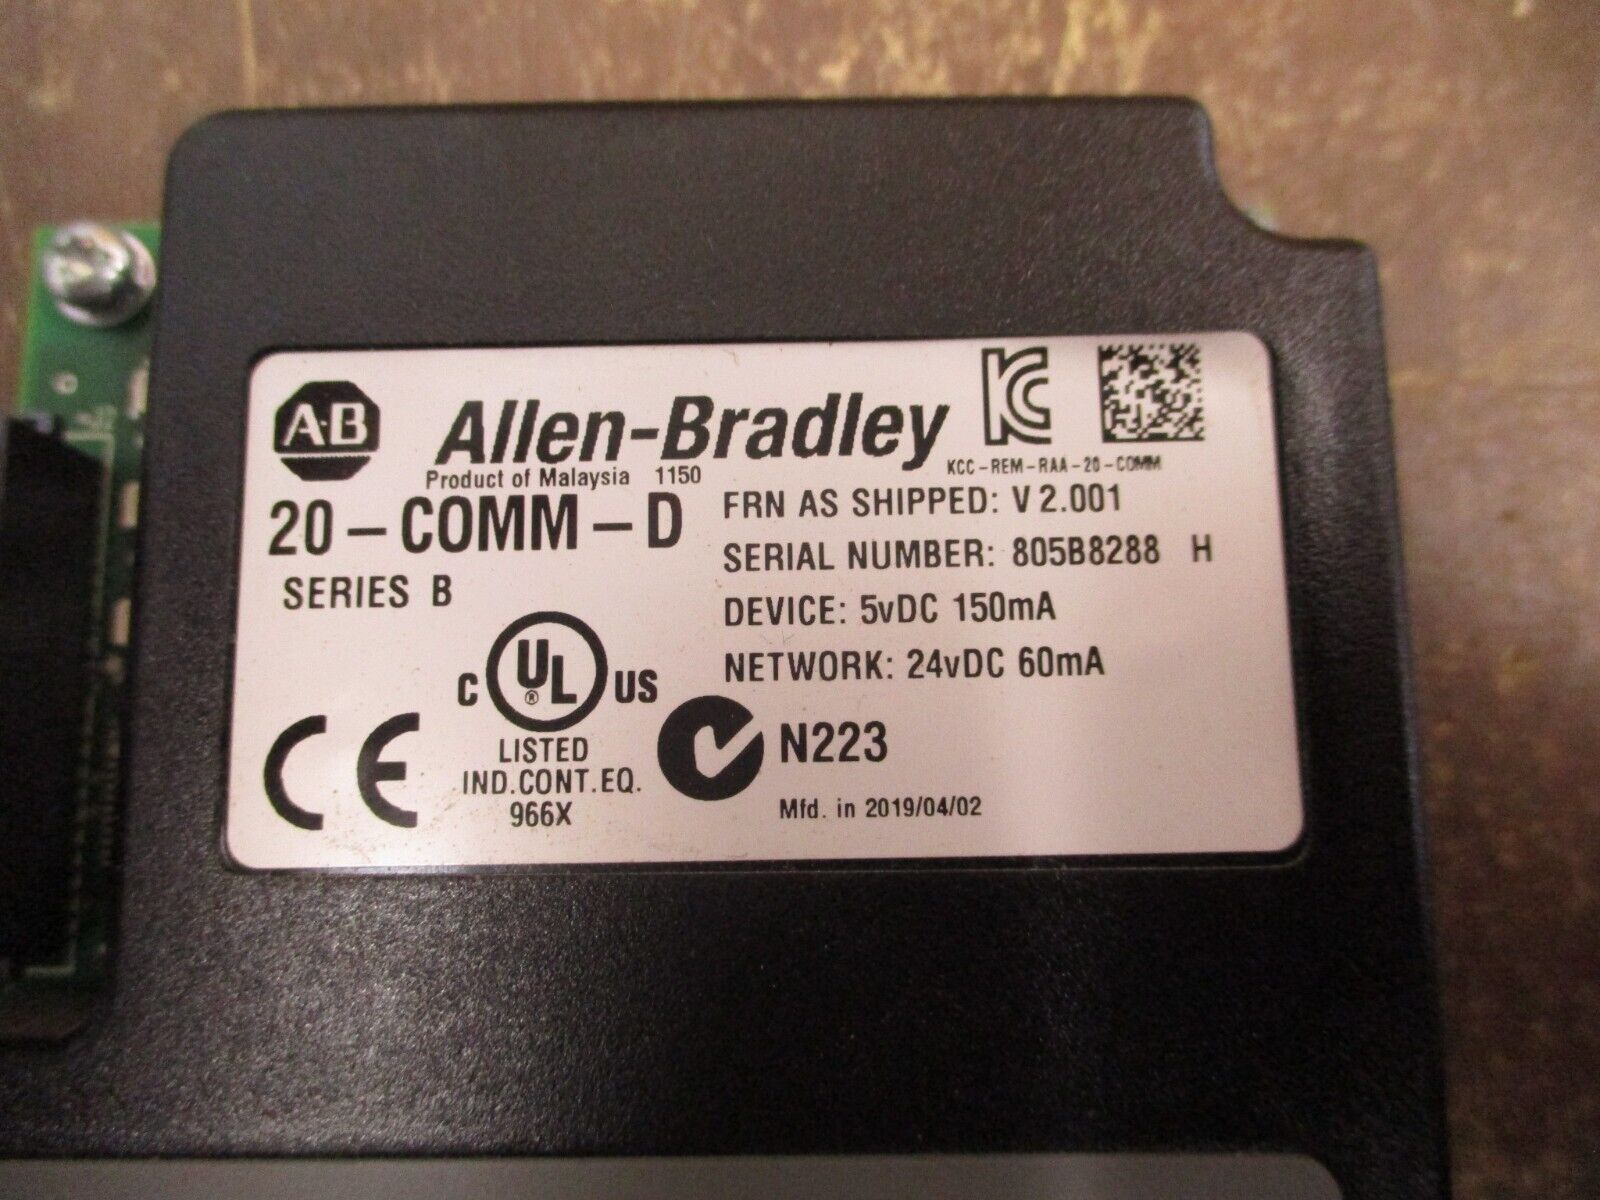 A-B
Allen-Bradley
KCC-REM-RAA-20-COMM
Product of Malaysia 1150
20-COMM-D
SERIES B
FRN AS SHIPPED: V 2.001
SERIAL NUMBER: 805B8288 H
DEVICE: 5vDC 150mA
NETWORK: 24vDC 60mA
C UL ® US
LISTED
IND.CONT.EQ.
966X
CE
N223
Mfd. in 2019/04/02